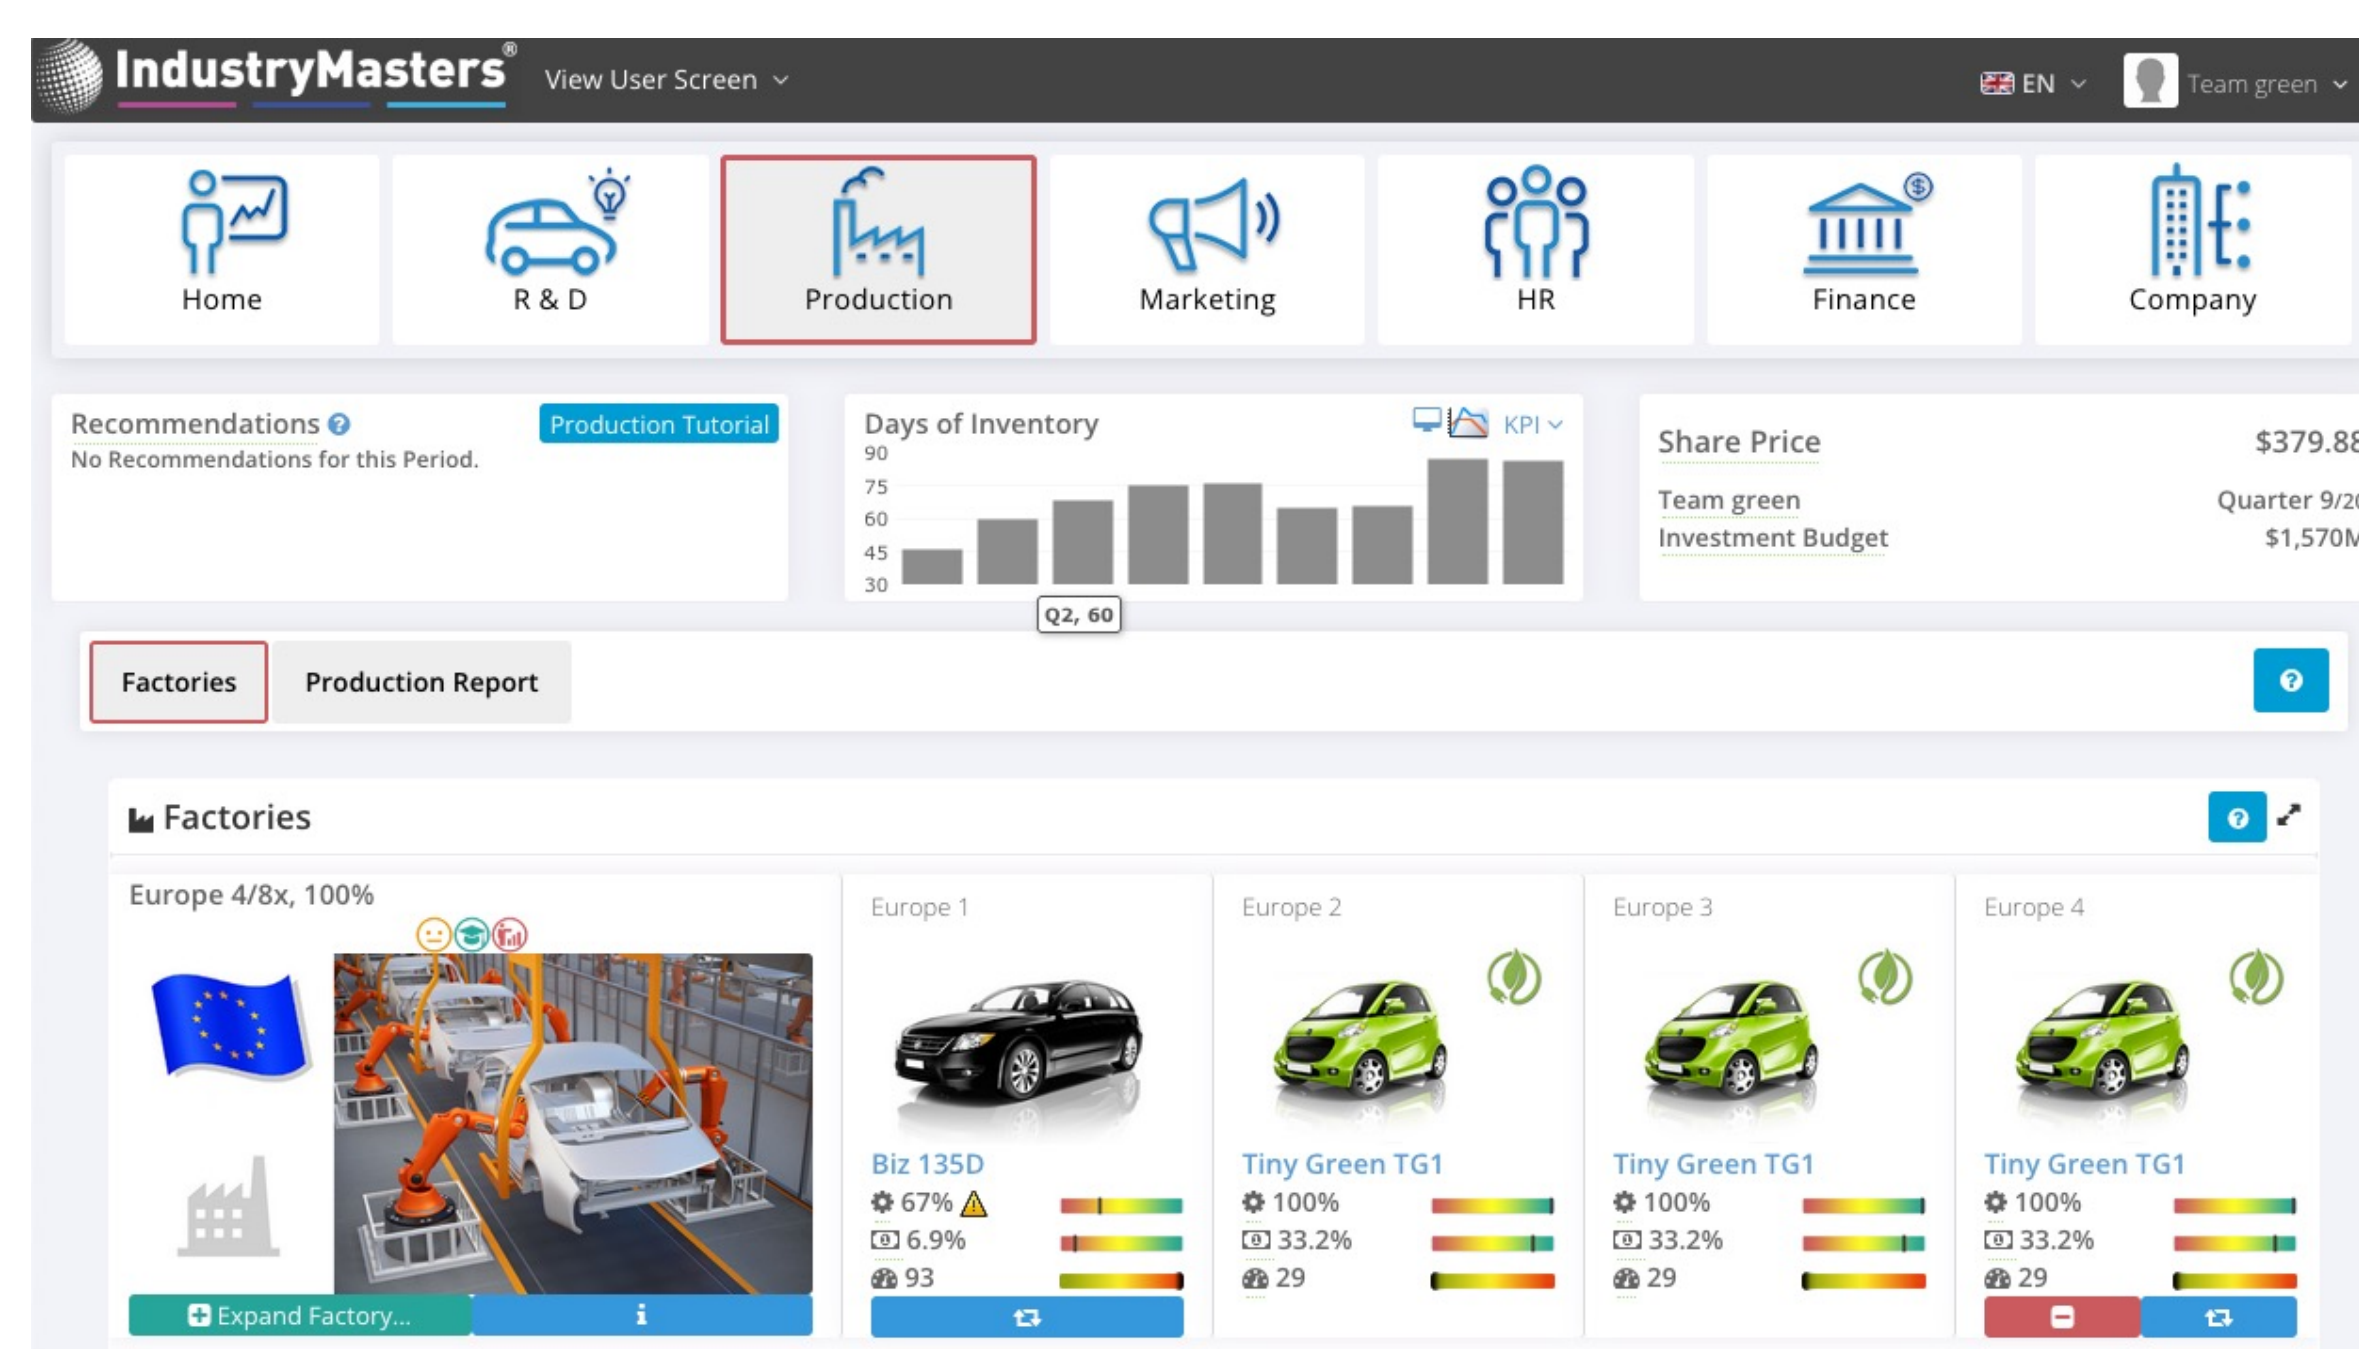 IndustryMasters®
View User Screen
EN
Team green
Home
R & D
Production
Marketing
HR
Finance
Company
Recommendations
Production Tutorial
No Recommendations for this Period.
Days of Inventory
KPI
90
75
60
45
30
Q2, 60
Share Price
$379.88
Team green
Quarter 9/20
Investment Budget
$1,570M
Factories
Production Report
Factories
Europe 4/8x, 100%
Expand Factory...
Europe 1
Biz 135D
67%
6.9%
93
Europe 2
Tiny Green TG1
100%
33.2%
29
Europe 3
Tiny Green TG1
100%
33.2%
29
Europe 4
Tiny Green TG1
100%
33.2%
29